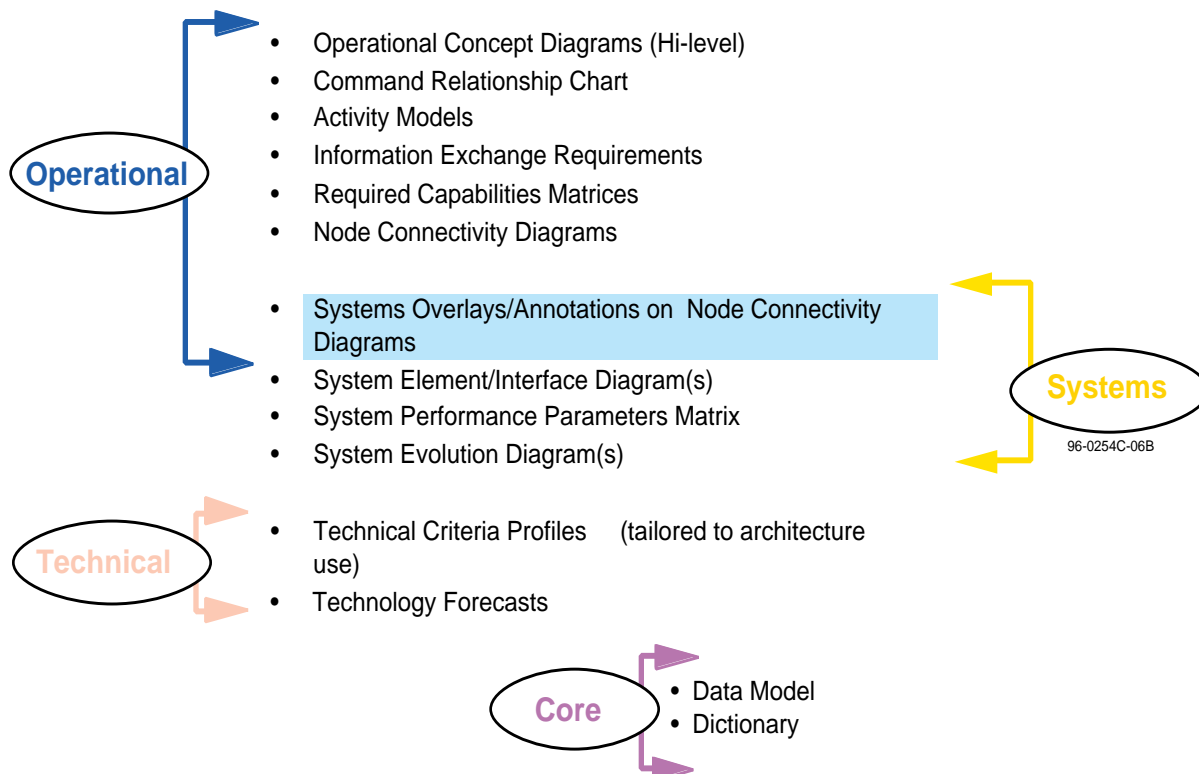 • Operational Concept Diagrams (Hi-level)
• Command Relationship Chart
• Activity Models
• Information Exchange Requirements
Operational
• Required Capabilities Matrices
• Node Connectivity Diagrams
• Systems Overlays/Annotations on Node Connectivity
Diagrams
• System Element/Interface Diagram(s)
Systems
• System Performance Parameters Matrix
96-0254C-06B
• System Evolution Diagram(s)
• Technical Criteria Profiles (tailored to architecture
use)
Technical
• Technology Forecasts
Core
• Data Model
• Dictionary